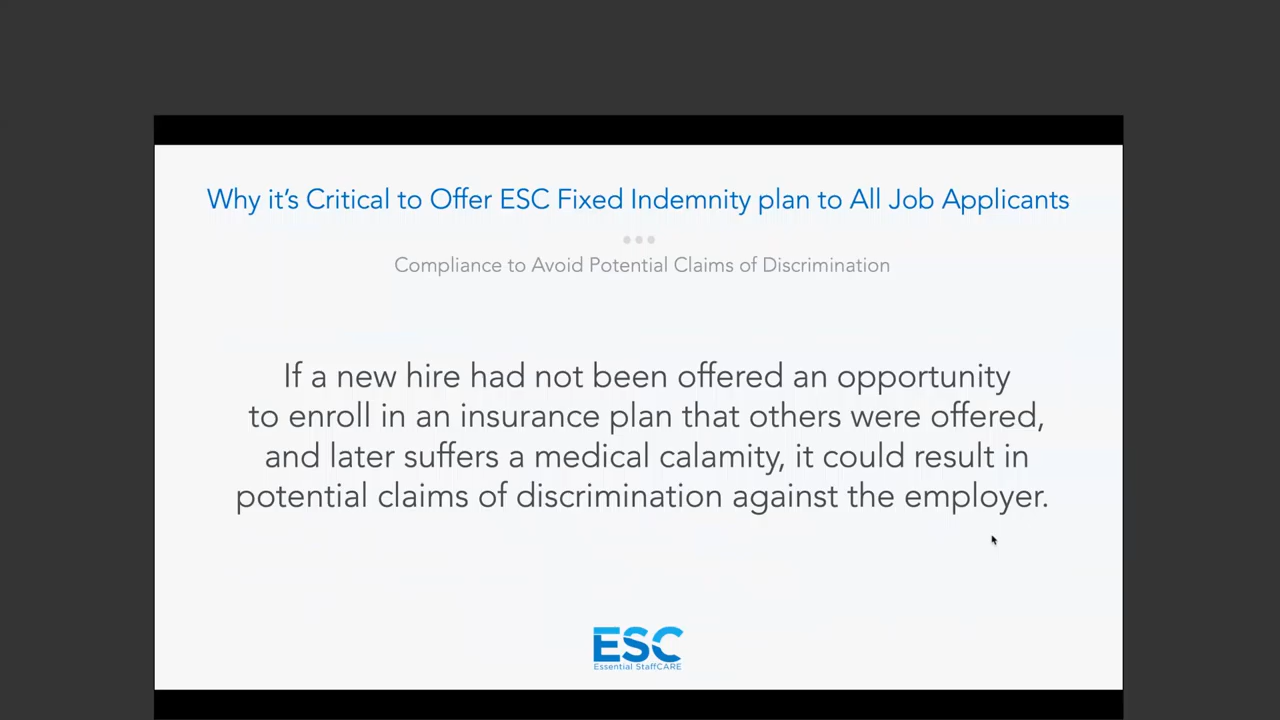 Why it's Critical to Offer ESC Fixed Indemnity plan to All Job Applicants
Compliance to Avoid Potential Claims of Discrimination
If a new hire had not been offered an opportunity
to enroll in an insurance plan that others were offered,
and later suffers a medical calamity, it could result in
potential claims of discrimination against the employer.
ESC
Essential StaffCARE